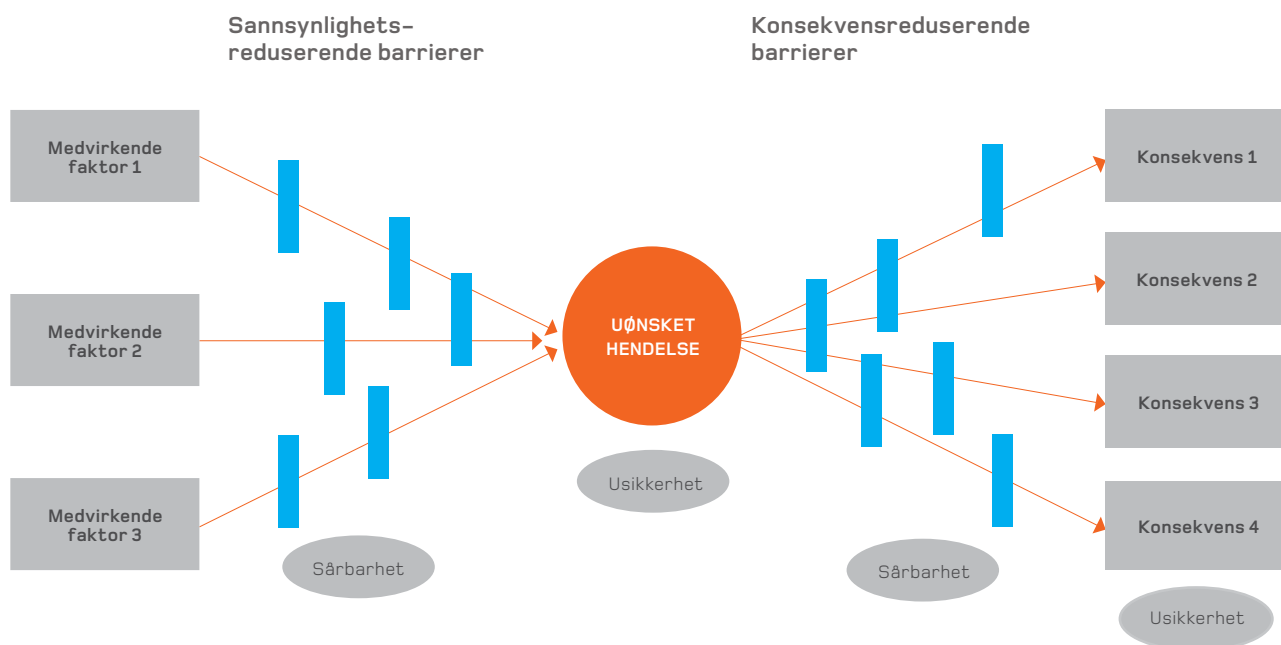 Sannsynlighets-
reduserende barrierer
Konsekvensreduserende
barrierer
Medvirkende
faktor 1
Medvirkende
faktor 2
Medvirkende
faktor 3
UØNSKET
HENDELSE
Usikkerhet
Sårbarhet
Sårbarhet
Konsekvens 1
Konsekvens 2
Konsekvens 3
Konsekvens 4
Usikkerhet